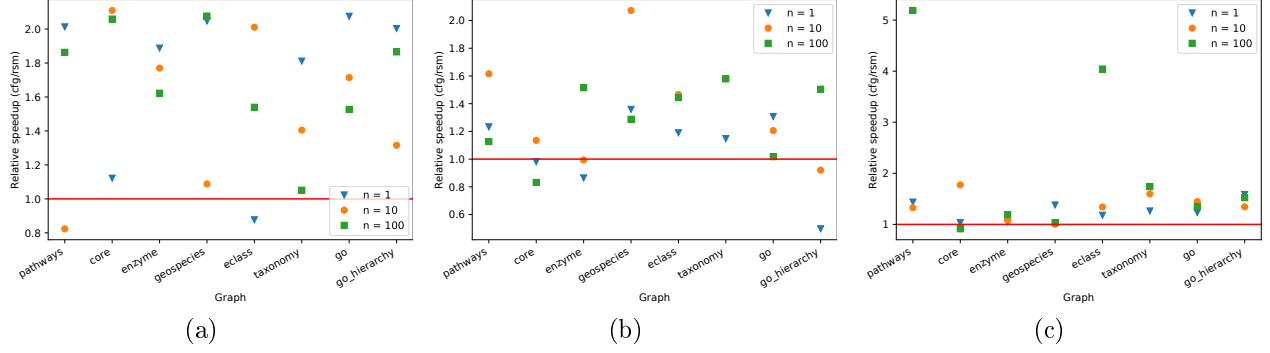 Relative speedup (cfg/rsm)
2.0
1.8
1.6
1.4
1.2
1.0
0.8
n = 1
n = 10
n = 100
pathways
core
enzyme
geospecies
eclass
taxonomy
go
go_hierarchy
Graph
(a)
Relative speedup (cfg/rsm)
2.0
1.8
1.6
1.4
1.2
1.0
0.8
0.6
n = 1
n = 10
n = 100
pathways
core
enzyme
geospecies
eclass
taxonomy
go
go_hierarchy
Graph
(b)
Relative speedup (cfg/rsm)
5
4
3
2
1
n = 1
n = 10
n = 100
pathways
core
enzyme
geospecies
eclass
taxonomy
go
go_hierarchy
Graph
(c)